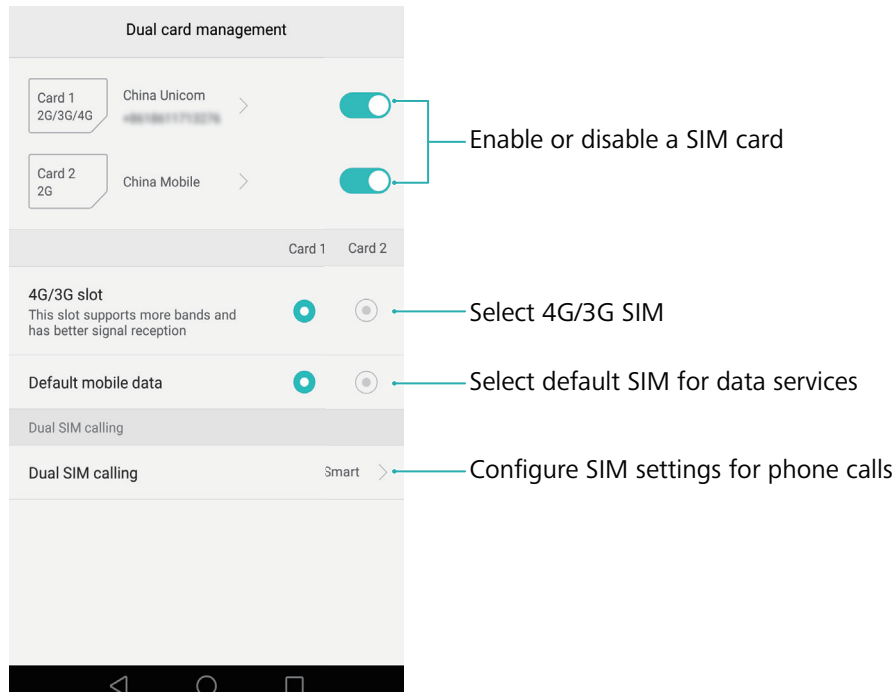 Dual card management
Card 1
2G/3G/4G
China Unicom
Enable or disable a SIM card
Card 2
2G
China Mobile
Card 1 Card 2
4G/3G slot
This slot supports more bands and
has better signal reception
Select 4G/3G SIM
Default mobile data
Select default SIM for data services
Dual SIM calling
Dual SIM calling
Smart
Configure SIM settings for phone calls